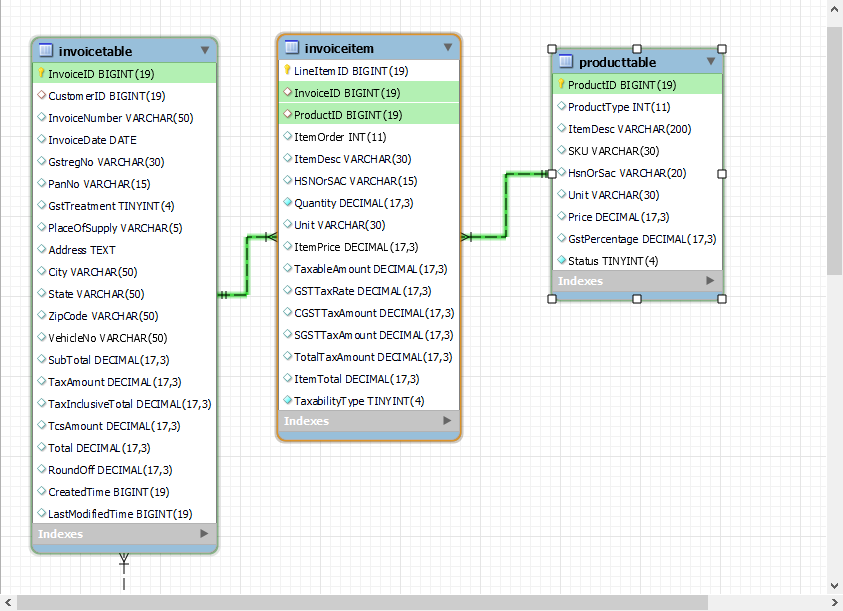 invoicetable
InvoiceID BIGINT(19)
CustomerID BIGINT(19)
InvoiceNumber VARCHAR(50)
InvoiceDate DATE
GstregNo VARCHAR(30)
PanNo VARCHAR(15)
GstTreatment TINYINT(4)
PlaceOfSupply VARCHAR(5)
Address TEXT
City VARCHAR(50)
State VARCHAR(50)
ZipCode VARCHAR(50)
VehicleNo VARCHAR(50)
SubTotal DECIMAL(17,3)
TaxAmount DECIMAL(17,3)
TaxInclusiveTotal DECIMAL(17,3)
TcsAmount DECIMAL(17,3)
Total DECIMAL(17,3)
RoundOff DECIMAL(17,3)
CreatedTime BIGINT(19)
LastModifiedTime BIGINT(19)
Indexes
invoiceitem
LineItemID BIGINT(19)
InvoiceID BIGINT(19)
ProductID BIGINT(19)
ItemOrder INT(11)
ItemDesc VARCHAR(30)
HSNOrSAC VARCHAR(15)
Quantity DECIMAL(17,3)
Unit VARCHAR(30)
ItemPrice DECIMAL(17,3)
TaxableAmount DECIMAL(17,3)
GSTTaxRate DECIMAL(17,3)
CGSTTaxAmount DECIMAL(17,3)
SGSTTaxAmount DECIMAL(17,3)
TotalTaxAmount DECIMAL(17,3)
ItemTotal DECIMAL(17,3)
TaxabilityType TINYINT(4)
Indexes
producttable
ProductID BIGINT(19)
ProductType INT(11)
ItemDesc VARCHAR(200)
SKU VARCHAR(30)
HsnOrSac VARCHAR(20)
Unit VARCHAR(30)
Price DECIMAL(17,3)
GstPercentage DECIMAL(17,3)
Status TINYINT(4)
Indexes